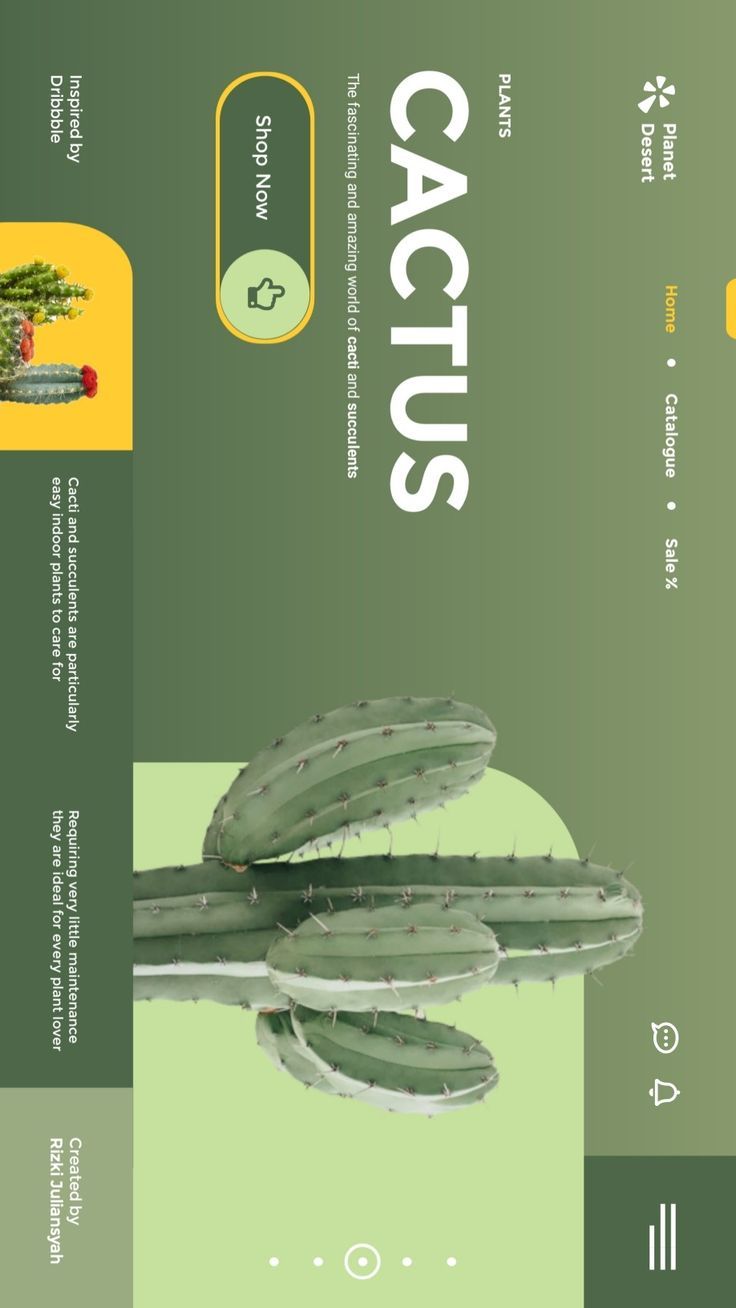 Planet
Desert
Home
Catalogue
Sale %
PLANTS
CACTUS
The fascinating and amazing world of cacti and succulents
Shop Now
Inspired by
Dribbble
Cacti and succulents are particularly
easy indoor plants to care for
Requiring very little maintenance
they are ideal for every plant lover
Created by
Rizki Juliansyah